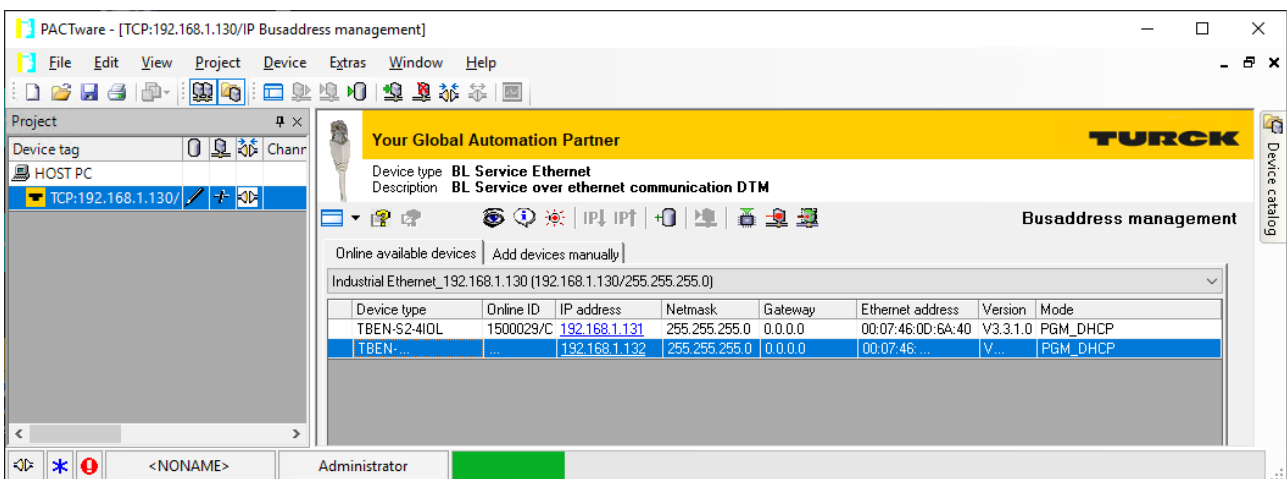 PACTware - [TCP:192.168.1.130/IP Busaddress management]
File Edit View Project Device Extras Window Help
Project
Device tag Chanr
HOST PC
TCP:192.168.1.130/
Your Global Automation Partner
TURCK
Device type BL Service Ethernet
Description BL Service over ethernet communication DTM
IP IP
Busaddress management
Online available devices Add devices manually
Industrial Ethernet_192.168.1.130 (192.168.1.130/255.255.255.0)
Device type Online ID IP address Netmask Gateway Ethernet address Version Mode
TBEN-S2-4IOL 1500029/C 192.168.1.131 255.255.255.0 0.0.0.0 00:07:46:0D:6A:40 V3.3.1.0 PGM_DHCP
TBEN-... ... 192.168.1.132 255.255.255.0 0.0.0.0 00:07:46: ... V... PGM_DHCP
Device catalog
<NONAME> Administrator